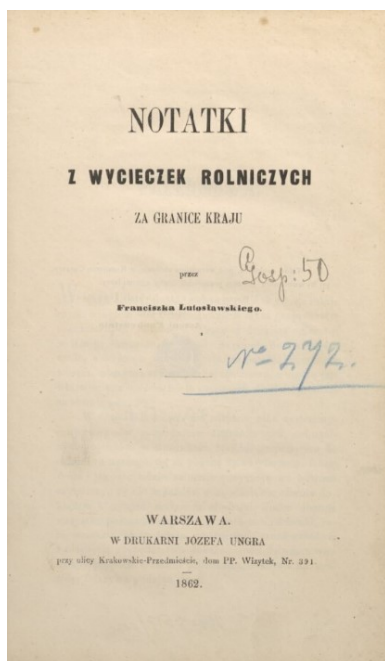 NOTATKI
Z WYCIECZEK ROLNICZYCH
ZA GRANICE KRAJU
przez
Gosp: 50
Franciszka Lutosławskiego.
No 272.
WARSZAWA.
W DRUKARNI JÓZEFA UNGRA
przy ulicy Krakowskie-Przedmieście, dom PP. Wizytek, Nr. 391.
1862.